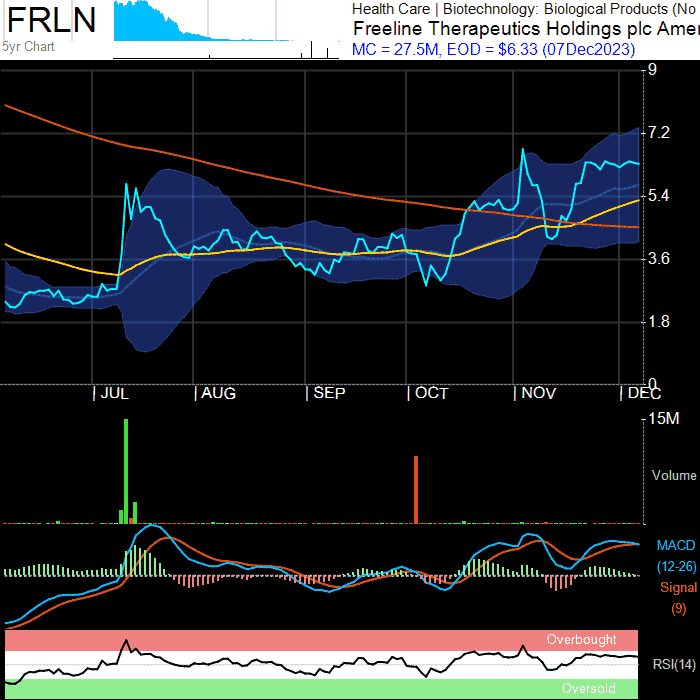 FRLN
5yr Chart
Health Care | Biotechnology: Biological Products (No
Freeline Therapeutics Holdings plc Amer
MC = 27.5M, EOD = $6.33 (07Dec2023)
9
7.2
5.4
3.6
1.8
0
| JUL | AUG | SEP | OCT | NOV | DEC
15M
Volume
MACD
(12-26)
Signal
(9)
Overbought
RSI(14)
Oversold